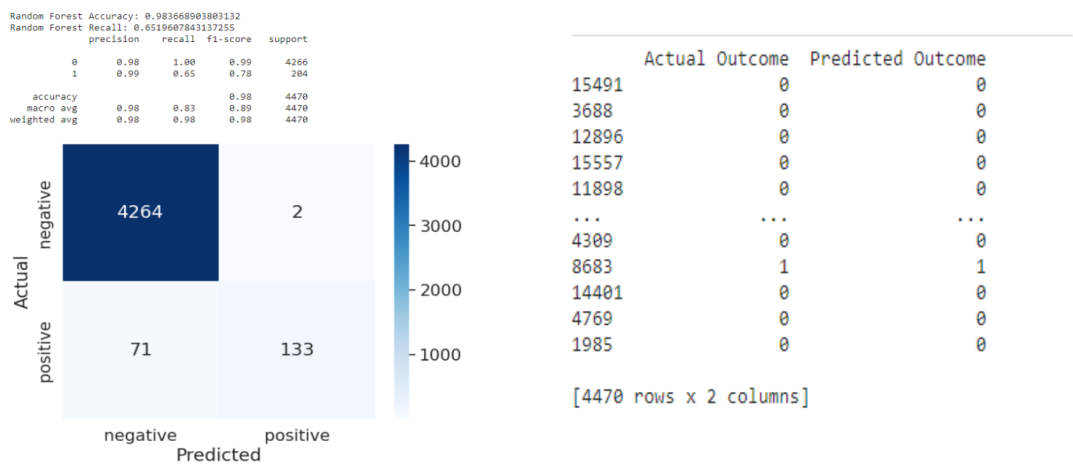 Random Forest Accuracy: 0.983668903803132
Random Forest Recall: 0.6519607843137255
precision recall f1-score support
0 0.98 1.00 0.99 4266
1 0.99 0.65 0.78 204
accuracy 0.98 4470
macro avg 0.98 0.83 0.89 4470
weighted avg 0.98 0.98 0.98 4470
Actual
negative
positive
4264 2
71 133
negative positive
Predicted
4000
3000
2000
1000
Actual Outcome Predicted Outcome
15491 0 0
3688 0 0
12896 0 0
15557 0 0
11898 0 0
... ... ...
4309 0 0
8683 1 1
14401 0 0
4769 0 0
1985 0 0
[4470 rows x 2 columns]